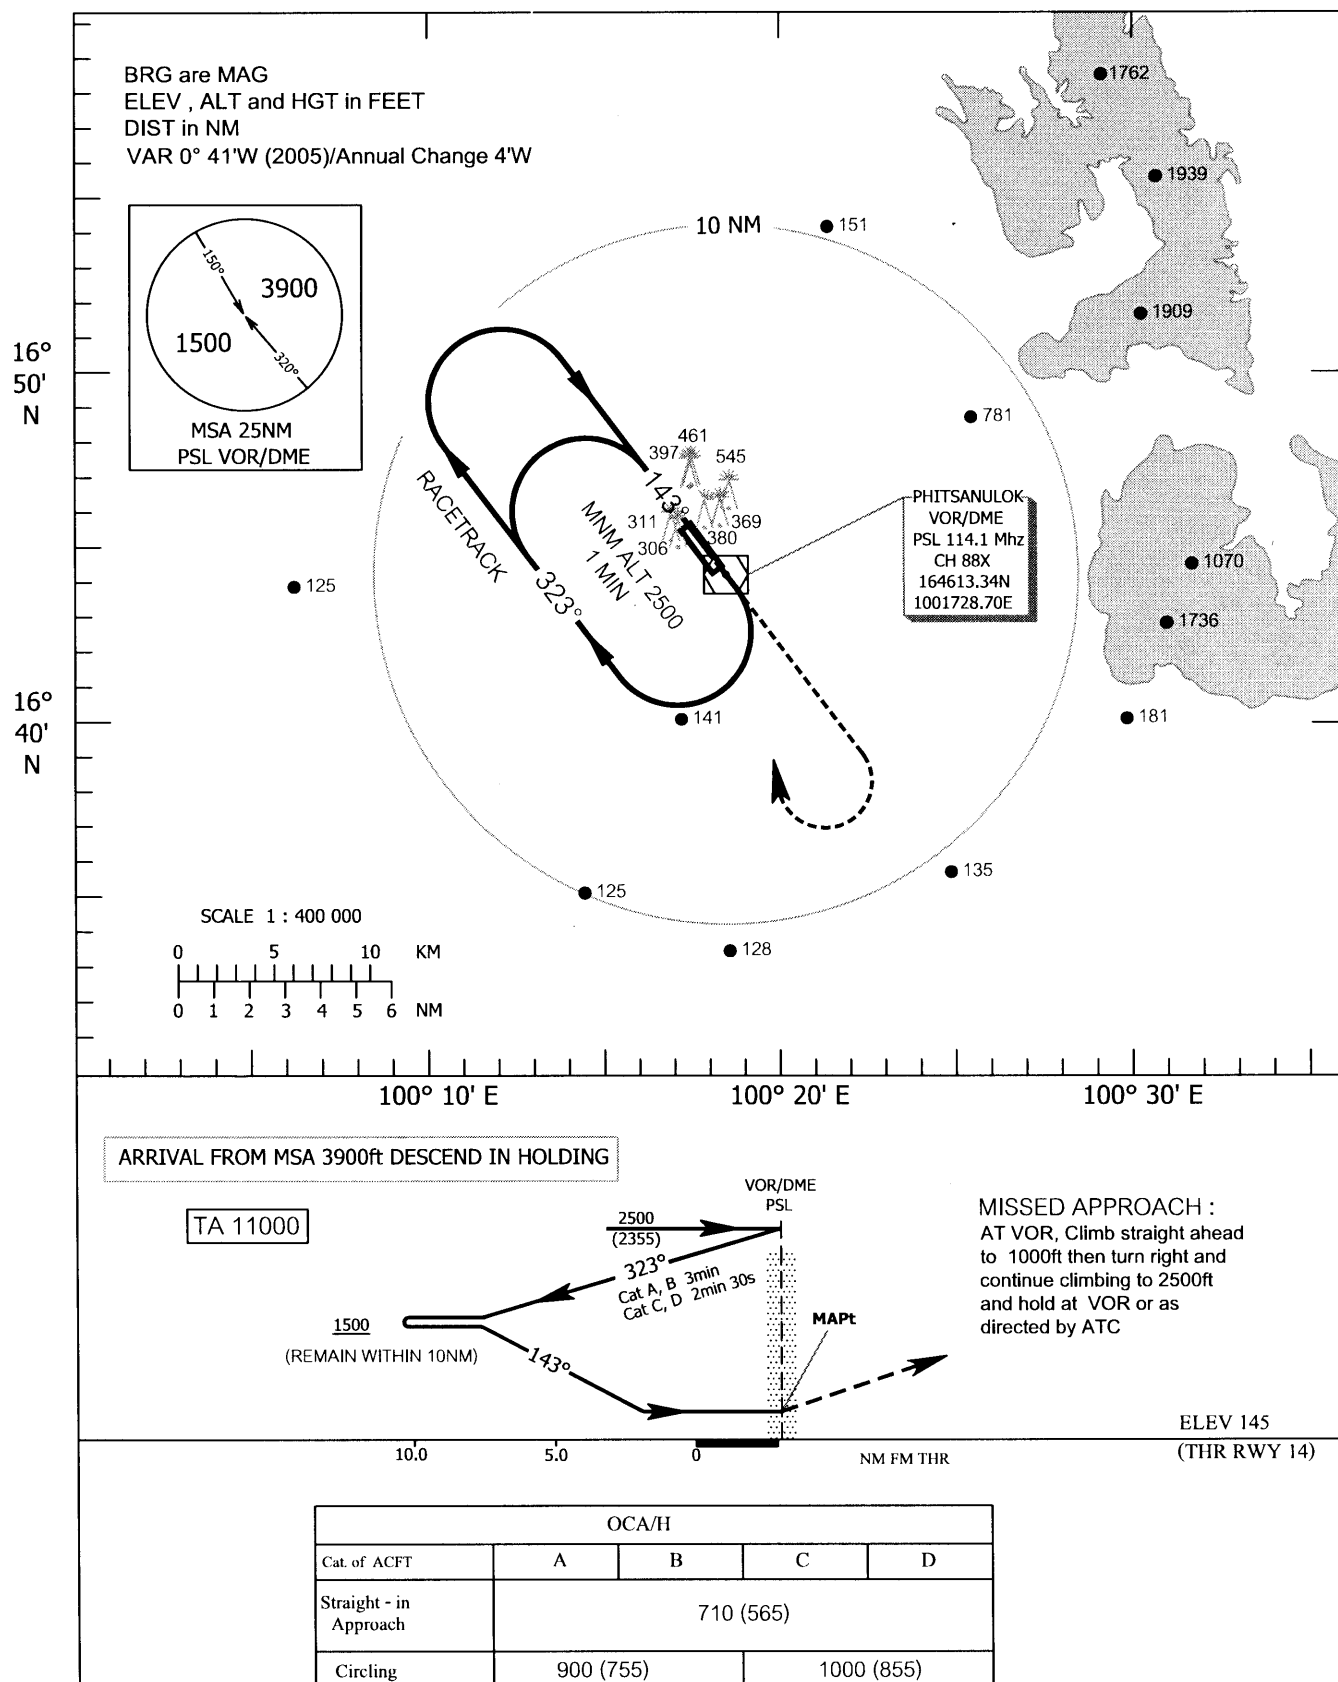 BRG are MAG
ELEV , ALT and HGT in FEET
DIST in NM
VAR 0° 41'W (2005)/Annual Change 4'W
1762
1939
10 NM
151
150°
3900
1500
320°
MSA 25NM
PSL VOR/DME
1909
16°
50'
N
781
461
397
545
143°
311
306
380
369
RACETRACK
MNM ALT 2500
1 MIN
323°
PHITSANULOK
VOR/DME
PSL 114.1 Mhz
CH 88X
164613.34N
1001728.70E
125
1070
1736
16°
40'
N
141
181
135
125
128
SCALE 1 : 400 000
0 5 10 KM
0 1 2 3 4 5 6 NM
100° 10' E 100° 20' E 100° 30' E
ARRIVAL FROM MSA 3900ft DESCEND IN HOLDING
TA 11000
VOR/DME
PSL
2500
(2355)
323°
Cat A, B 3min
Cat C, D 2min 30s
1500
(REMAIN WITHIN 10NM)
143°
MAPt
MISSED APPROACH :
AT VOR, Climb straight ahead
to 1000ft then turn right and
continue climbing to 2500ft
and hold at VOR or as
directed by ATC
ELEV 145
(THR RWY 14)
10.0 5.0 0 NM FM THR
OCA/H
Cat. of ACFT A B C D
Straight - in
Approach
710 (565)
Circling 900 (755) 1000 (855)